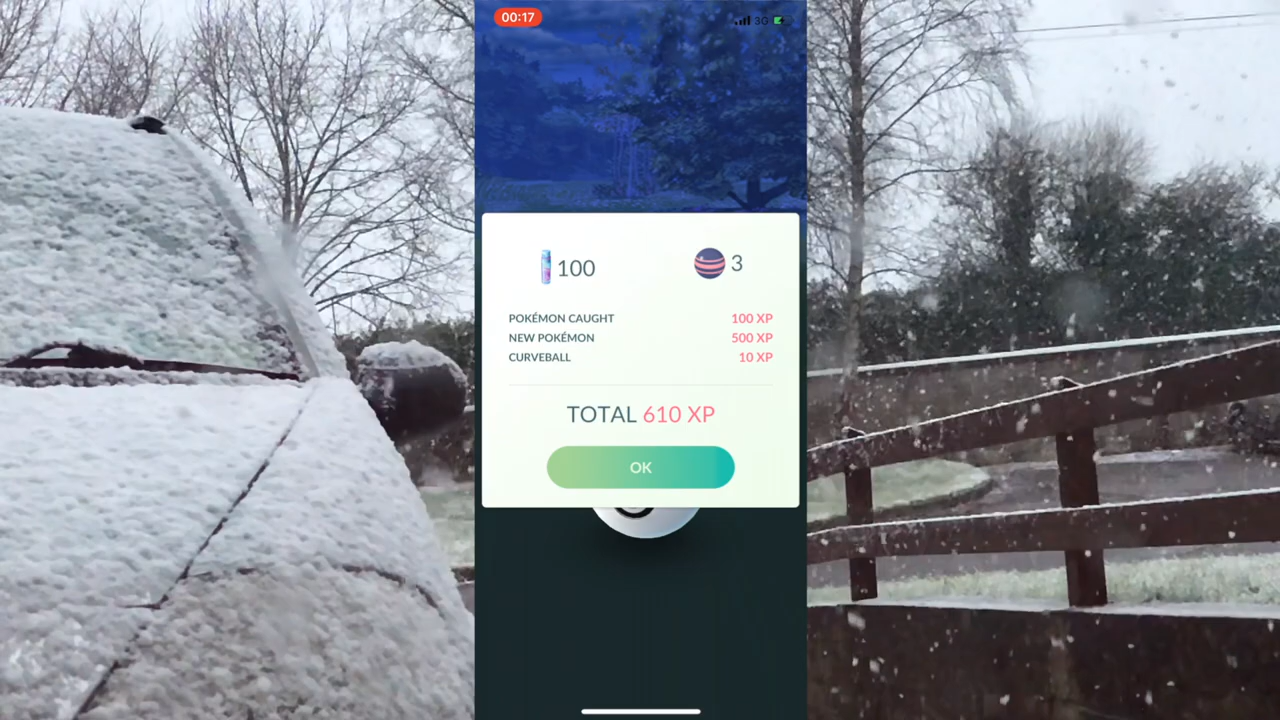 00:17
3G
100
3
POKÉMON CAUGHT 100 XP
NEW POKÉMON 500 XP
CURVEBALL 10 XP
TOTAL 610 XP
OK